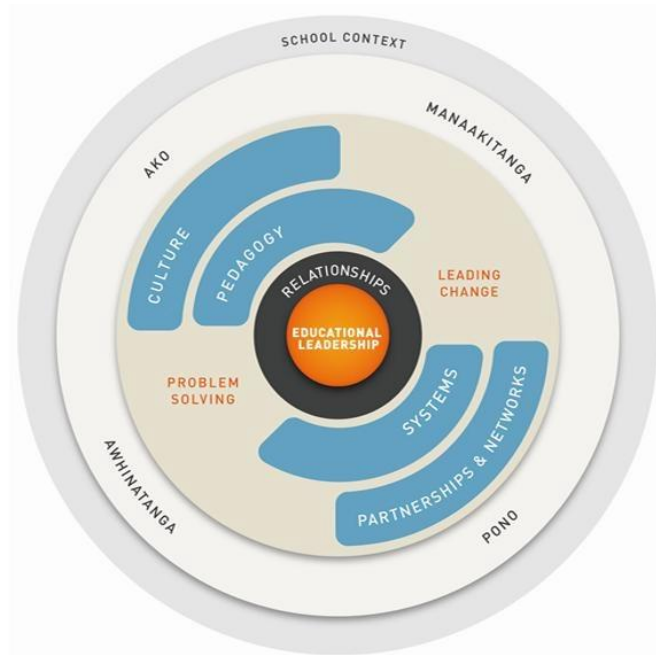 SCHOOL CONTEXT
AKO
MANAAKITANGA
CULTURE
PEDAGOGY
RELATIONSHIPS
EDUCATIONAL
LEADERSHIP
LEADING
CHANGE
PROBLEM
SOLVING
SYSTEMS
PARTNERSHIPS & NETWORKS
AWHINATANGA
PONO